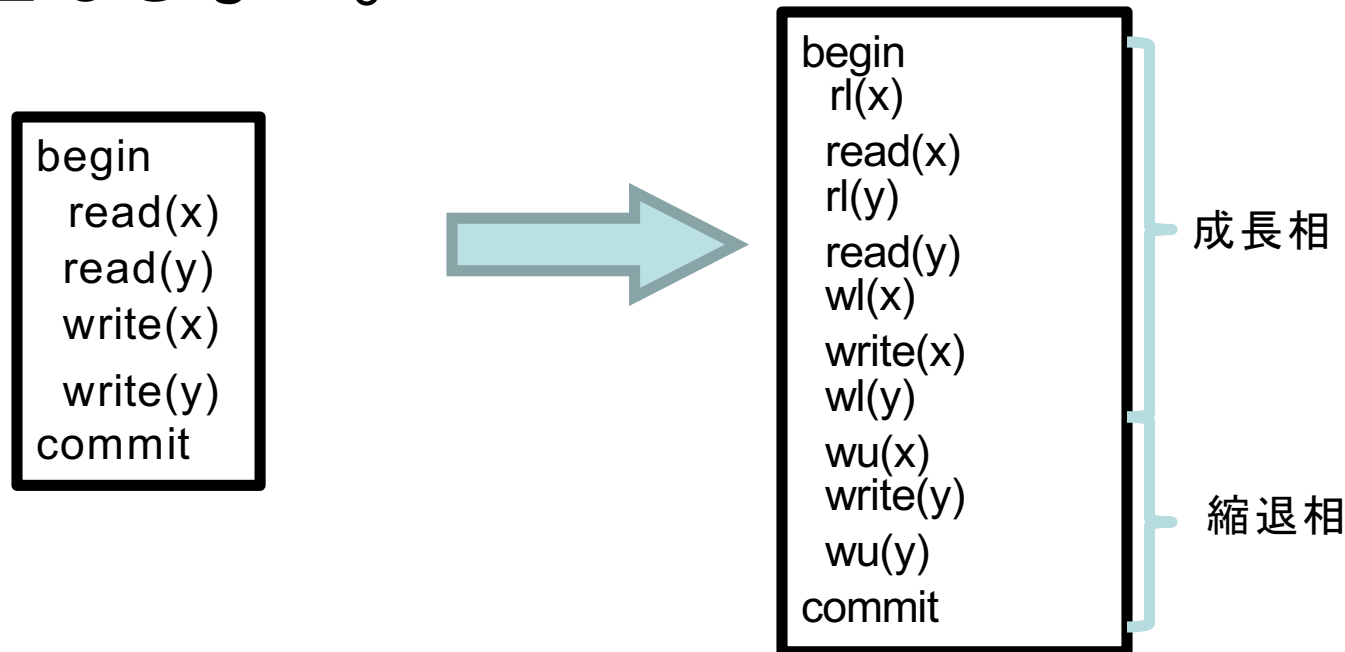 begin
read(x)
read(y)
write(x)
write(y)
commit
begin
rl(x)
read(x)
rl(y)
read(y)
wl(x)
write(x)
wl(y)
wu(x)
write(y)
wu(y)
commit
成長相
縮退相